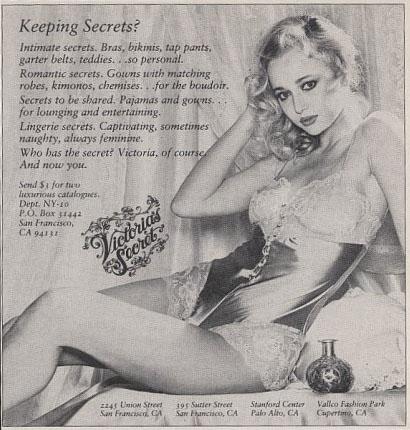 Keeping Secrets?
Intimate secrets. Bras, bikinis, tap pants,
garter belts, teddies. . .so personal.
Romantic secrets. Gowns with matching
robes, kimonos, chemises. . .for the boudoir.
Secrets to be shared. Pajamas and gowns. . .
for lounging and entertaining.
Lingerie secrets. Captivating, sometimes
naughty, always feminine.
Who has the secret? Victoria, of course.
And now you.
Send $3 for two
luxurious catalogues.
Dept. NY-10
P.O. Box 31442
San Francisco,
CA 94131
Victoria's
Secret
2245 Union Street
San Francisco, CA
395 Sutter Street
San Francisco, CA
Stanford Center
Palo Alto, CA
Vallco Fashion Park
Cupertino, CA